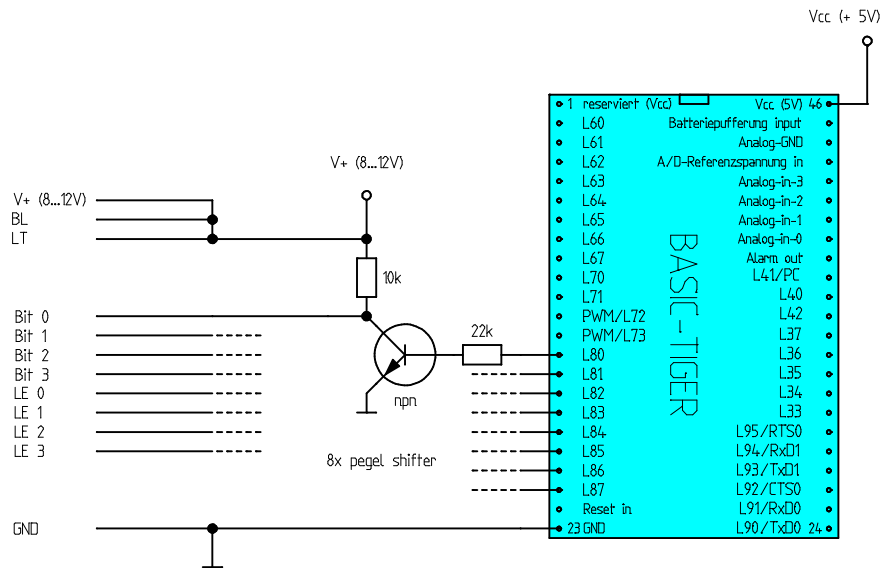 Vcc (+ 5V)
V+ (8...12V)
V+ (8...12V)
BL
LT
10k
Bit 0
Bit 1
Bit 2
Bit 3
LE 0
LE 1
LE 2
LE 3
GND
22k
npn
8x pegel shifter
BASIC-TIGER
1 reserviert (Vcc)
L60
L61
L62
L63
L64
L65
L66
L67
L70
L71
PWM/L72
PWM/L73
L80
L81
L82
L83
L84
L85
L86
L87
Reset in
23 GND
Vcc (5V) 46
Batteriepufferung input
Analog-GND
A/D-Referenzspannung in
Analog-in-3
Analog-in-2
Analog-in-1
Analog-in-0
Alarm out
L41/PC
L40
L42
L37
L36
L35
L34
L33
L95/RTS0
L94/RxD1
L93/TxD1
L92/CTS0
L91/RxD0
L90/TxD0 24